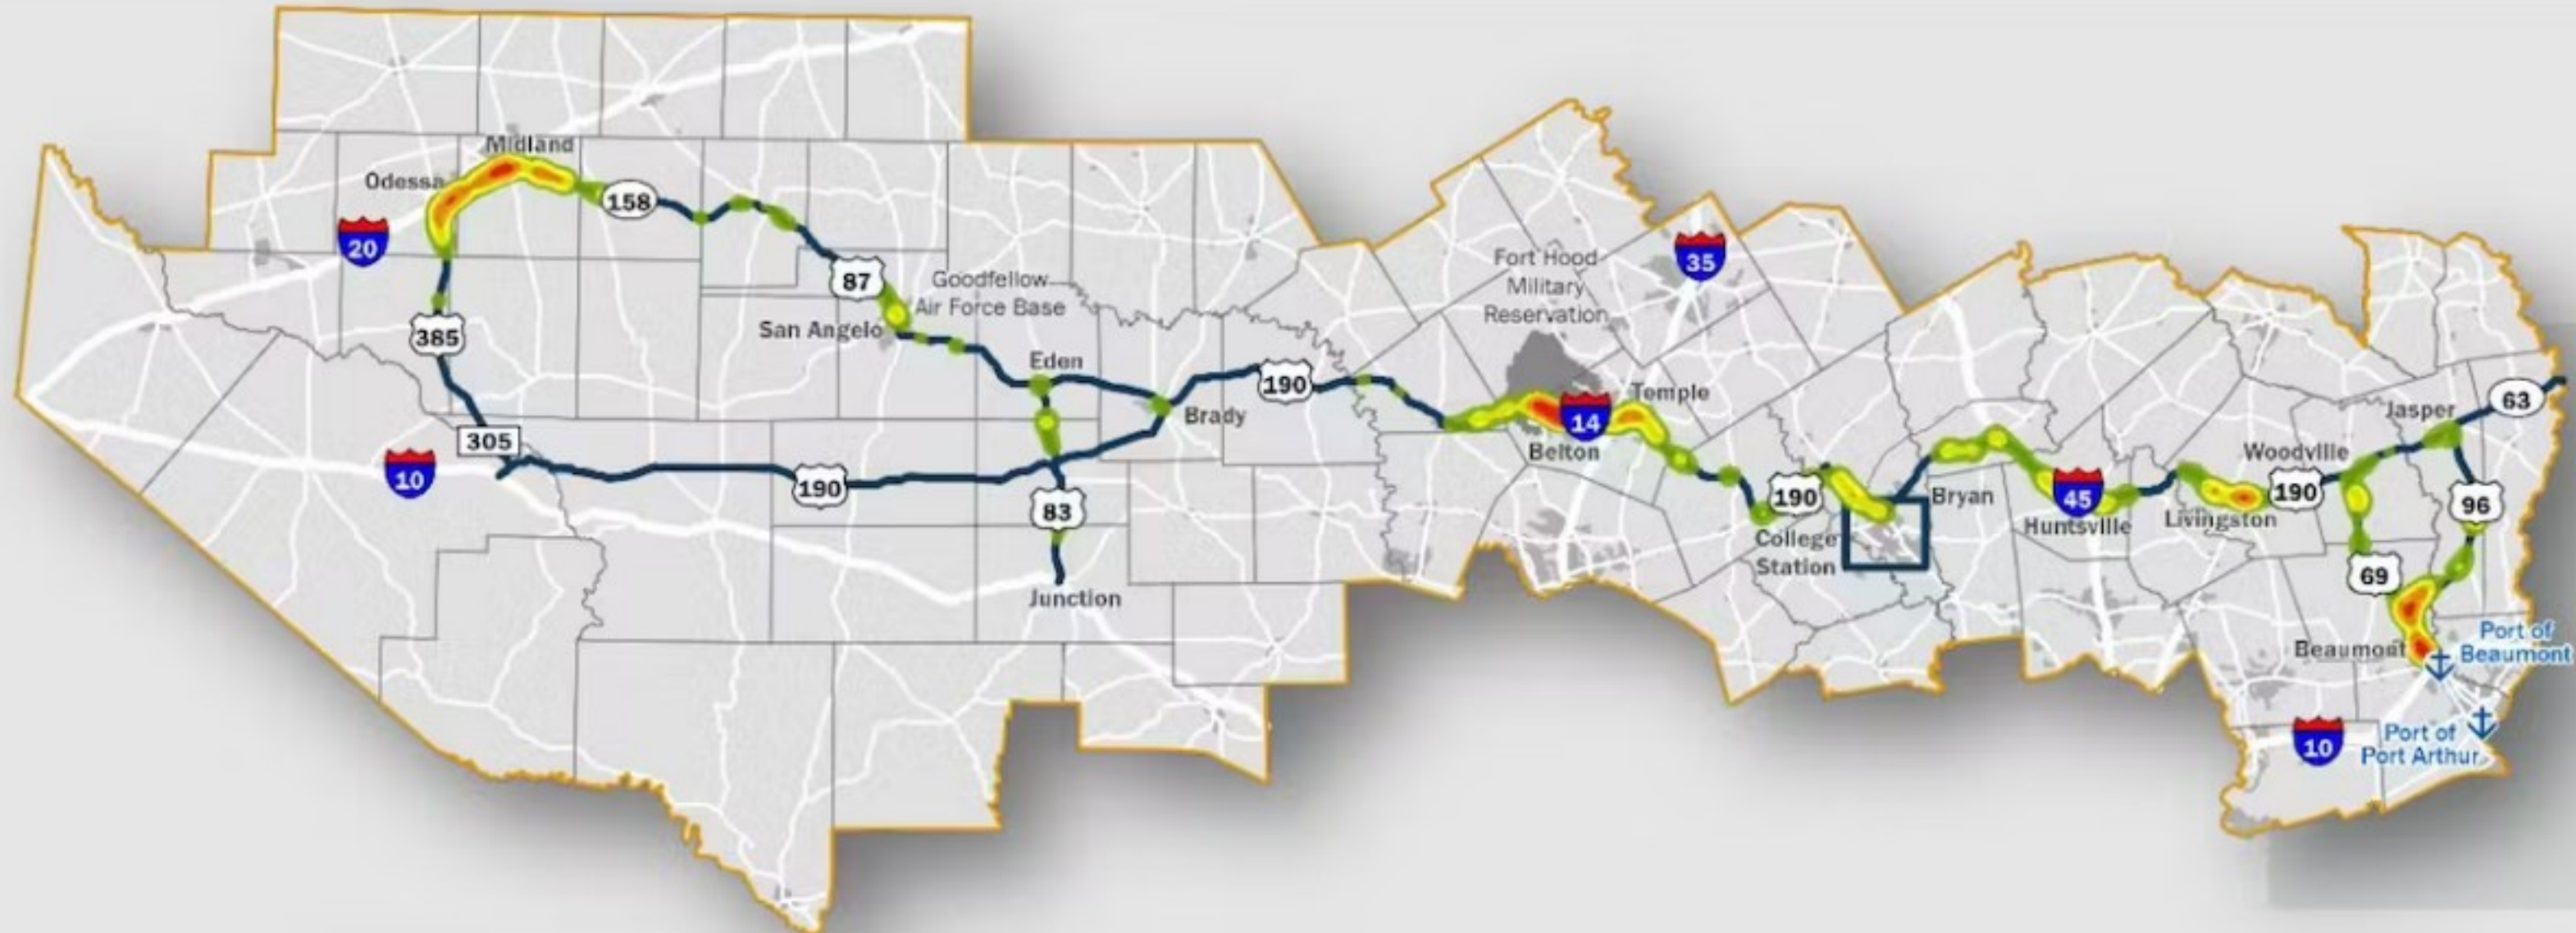 Midland
Odessa
158
20
87
Goodfellow
Air Force Base
385
San Angelo
Eden
305
10
190
83
Junction
Brady
190
Fort Hood
Military
Reservation
35
14
Temple
Belton
190
College
Station
Bryan
45
Huntsville
Livingston
Woodville
190
Jasper
63
96
69
Beaumont
Port of
Beaumont
10
Port of
Port Arthur